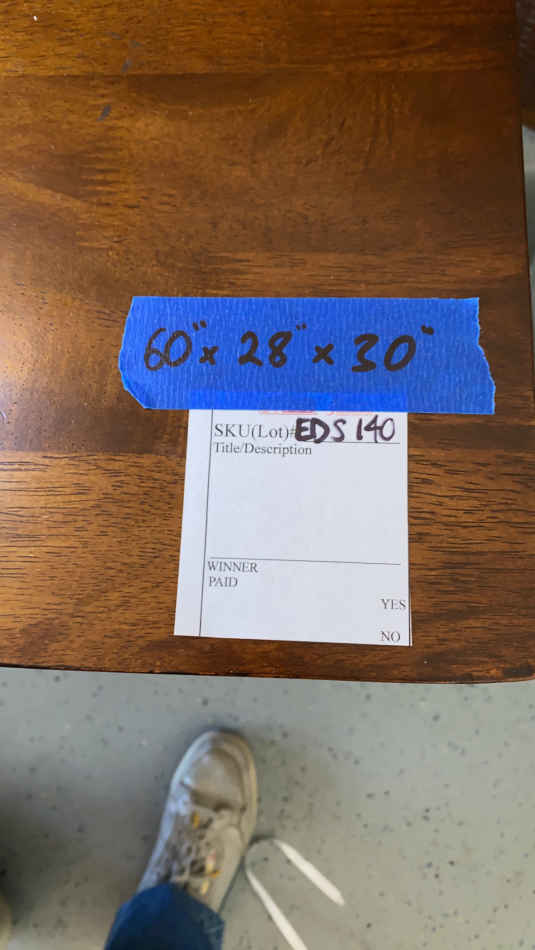 60" x 28" x 30"
SKU(Lot)# EDS 140
Title/Description
WINNER
PAID
YES
NO